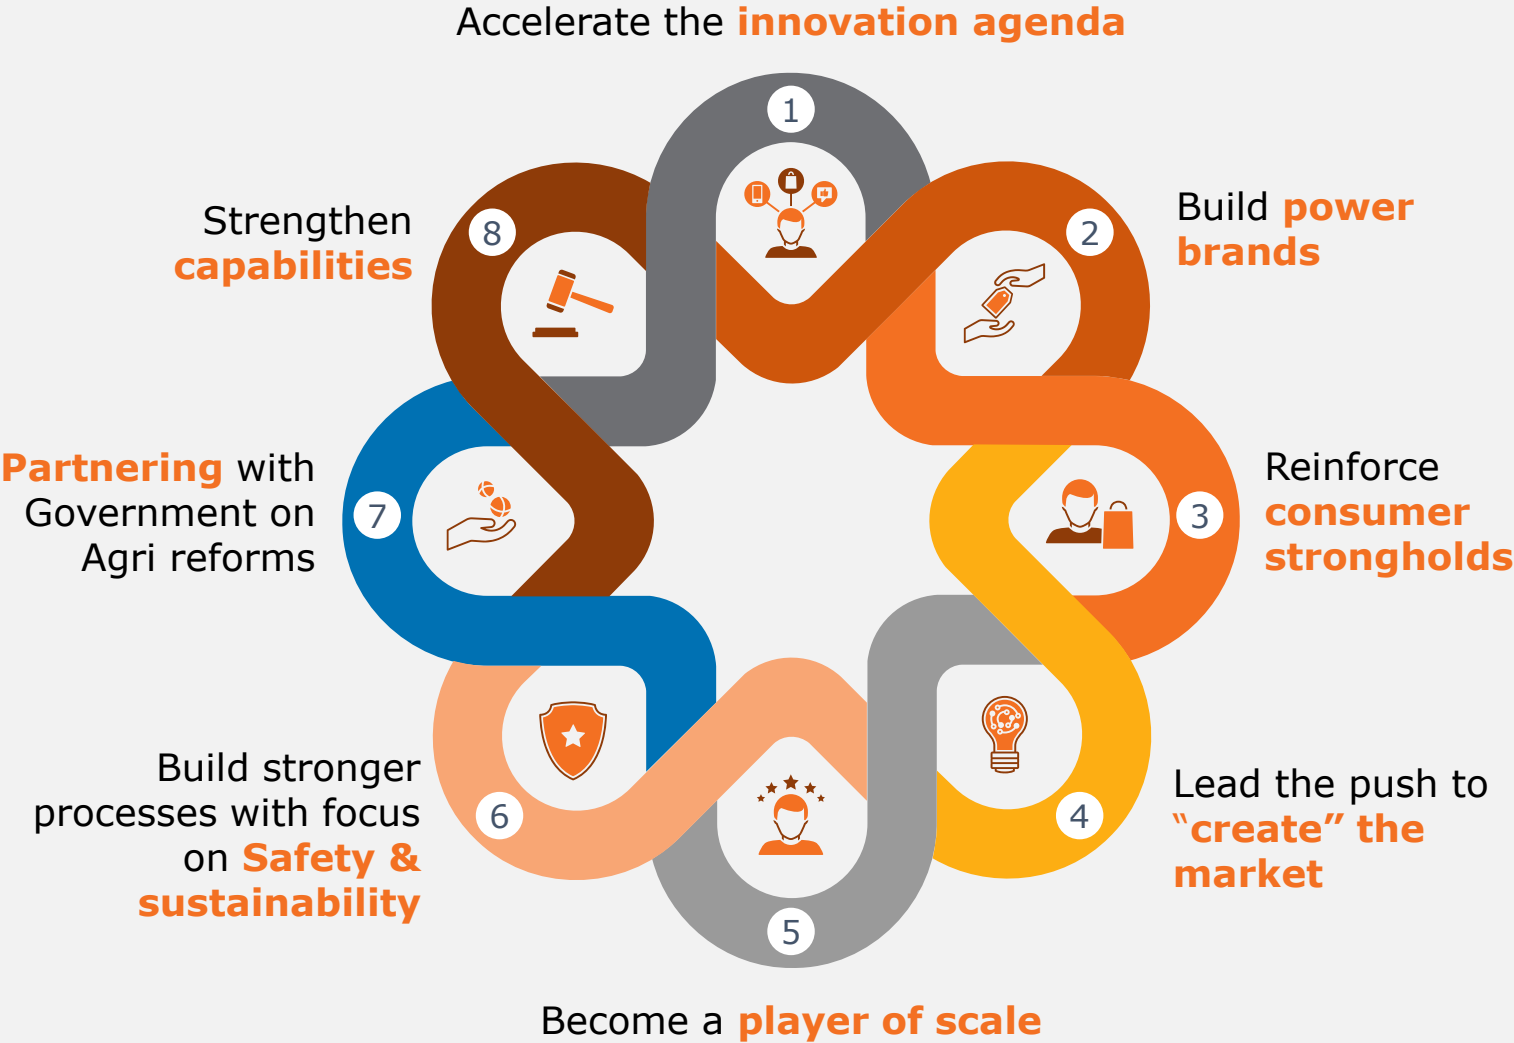 Accelerate the innovation agenda
1
Build power
brands
2
Reinforce
consumer
strongholds
3
Lead the push to
“create” the
market
4
Become a player of scale
5
Build stronger
processes with focus
on Safety &
sustainability
6
Partnering with
Government on
Agri reforms
7
Strengthen
capabilities
8